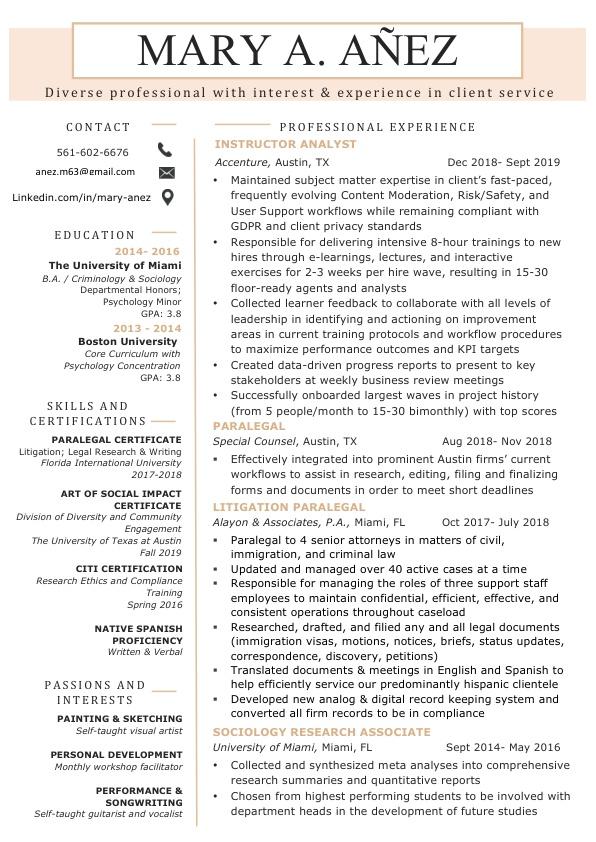 MARY A. AÑEZ
Diverse professional with interest & experience in client service
CONTACT
561-602-6676
anez.m63@gmail.com
Linkedin.com/in/mary-anez
EDUCATION
2014- 2016
The University of Miami
B.A. / Criminology & Sociology
Departmental Honors;
Psychology Minor
GPA: 3.8
2013 - 2014
Boston University
Core Curriculum with
Psychology Concentration
GPA: 3.8
SKILLS AND
CERTIFICATIONS
PARALEGAL CERTIFICATE
Litigation; Legal Research & Writing
Florida International University
2017-2018
ART OF SOCIAL IMPACT
CERTIFICATE
Division of Diversity and Community
Engagement
The University of Texas at Austin
Fall 2019
CITI CERTIFICATION
Research Ethics and Compliance
Training
Spring 2016
NATIVE SPANISH
PROFICIENCY
Written & Verbal
PASSIONS AND
INTERESTS
PAINTING & SKETCHING
Self-taught visual artist
PERSONAL DEVELOPMENT
Monthly workshop facilitator
PERFORMANCE &
SONGWRITING
Self-taught guitarist and vocalist
PROFESSIONAL EXPERIENCE
INSTRUCTOR ANALYST
Accenture, Austin, TX Dec 2018- Sept 2019
• Maintained subject matter expertise in client's fast-paced,
frequently evolving Content Moderation, Risk/Safety, and
User Support workflows while remaining compliant with
GDPR and client privacy standards
• Responsible for delivering intensive 8-hour trainings to new
hires through e-learnings, lectures, and interactive
exercises for 2-3 weeks per hire wave, resulting in 15-30
floor-ready agents and analysts
• Collected learner feedback to collaborate with all levels of
leadership in identifying and actioning on improvement
areas in current training protocols and workflow procedures
to maximize performance outcomes and KPI targets
• Created data-driven progress reports to present to key
stakeholders at weekly business review meetings
• Successfully onboarded largest waves in project history
(from 5 people/month to 15-30 bimonthly) with top scores
PARALEGAL
Special Counsel, Austin, TX Aug 2018- Nov 2018
▪ Effectively integrated into prominent Austin firms' current
workflows to assist in research, editing, filing and finalizing
forms and documents in order to meet short deadlines
LITIGATION PARALEGAL
Alayon & Associates, P.A., Miami, FL Oct 2017- July 2018
▪ Paralegal to 4 senior attorneys in matters of civil,
immigration, and criminal law
▪ Updated and managed over 40 active cases at a time
▪ Responsible for managing the roles of three support staff
employees to maintain confidential, efficient, effective, and
consistent operations throughout caseload
▪ Researched, drafted, and filed any and all legal documents
(immigration visas, motions, notices, briefs, status updates,
correspondence, discovery, petitions)
▪ Translated documents & meetings in English and Spanish to
help efficiently service our predominantly hispanic clientele
▪ Developed new analog & digital record keeping system and
converted all firm records to be in compliance
SOCIOLOGY RESEARCH ASSOCIATE
University of Miami, Miami, FL Sept 2014- May 2016
• Collected and synthesized meta analyses into comprehensive
research summaries and quantitative reports
• Chosen from highest performing students to be involved with
department heads in the development of future studies